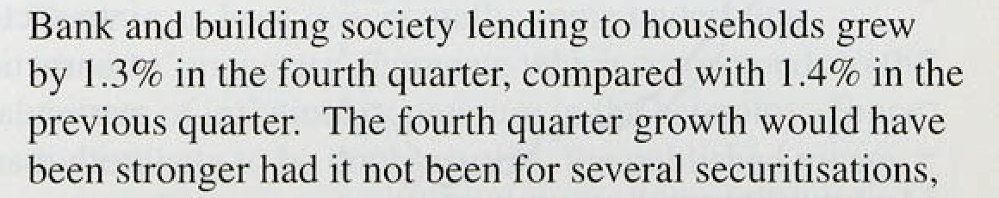 Bank and building society lending to households grew
by 1.3% in the fourth quarter, compared with 1.4% in the
previous quarter. The fourth quarter growth would have
been stronger had it not been for several securitisations,